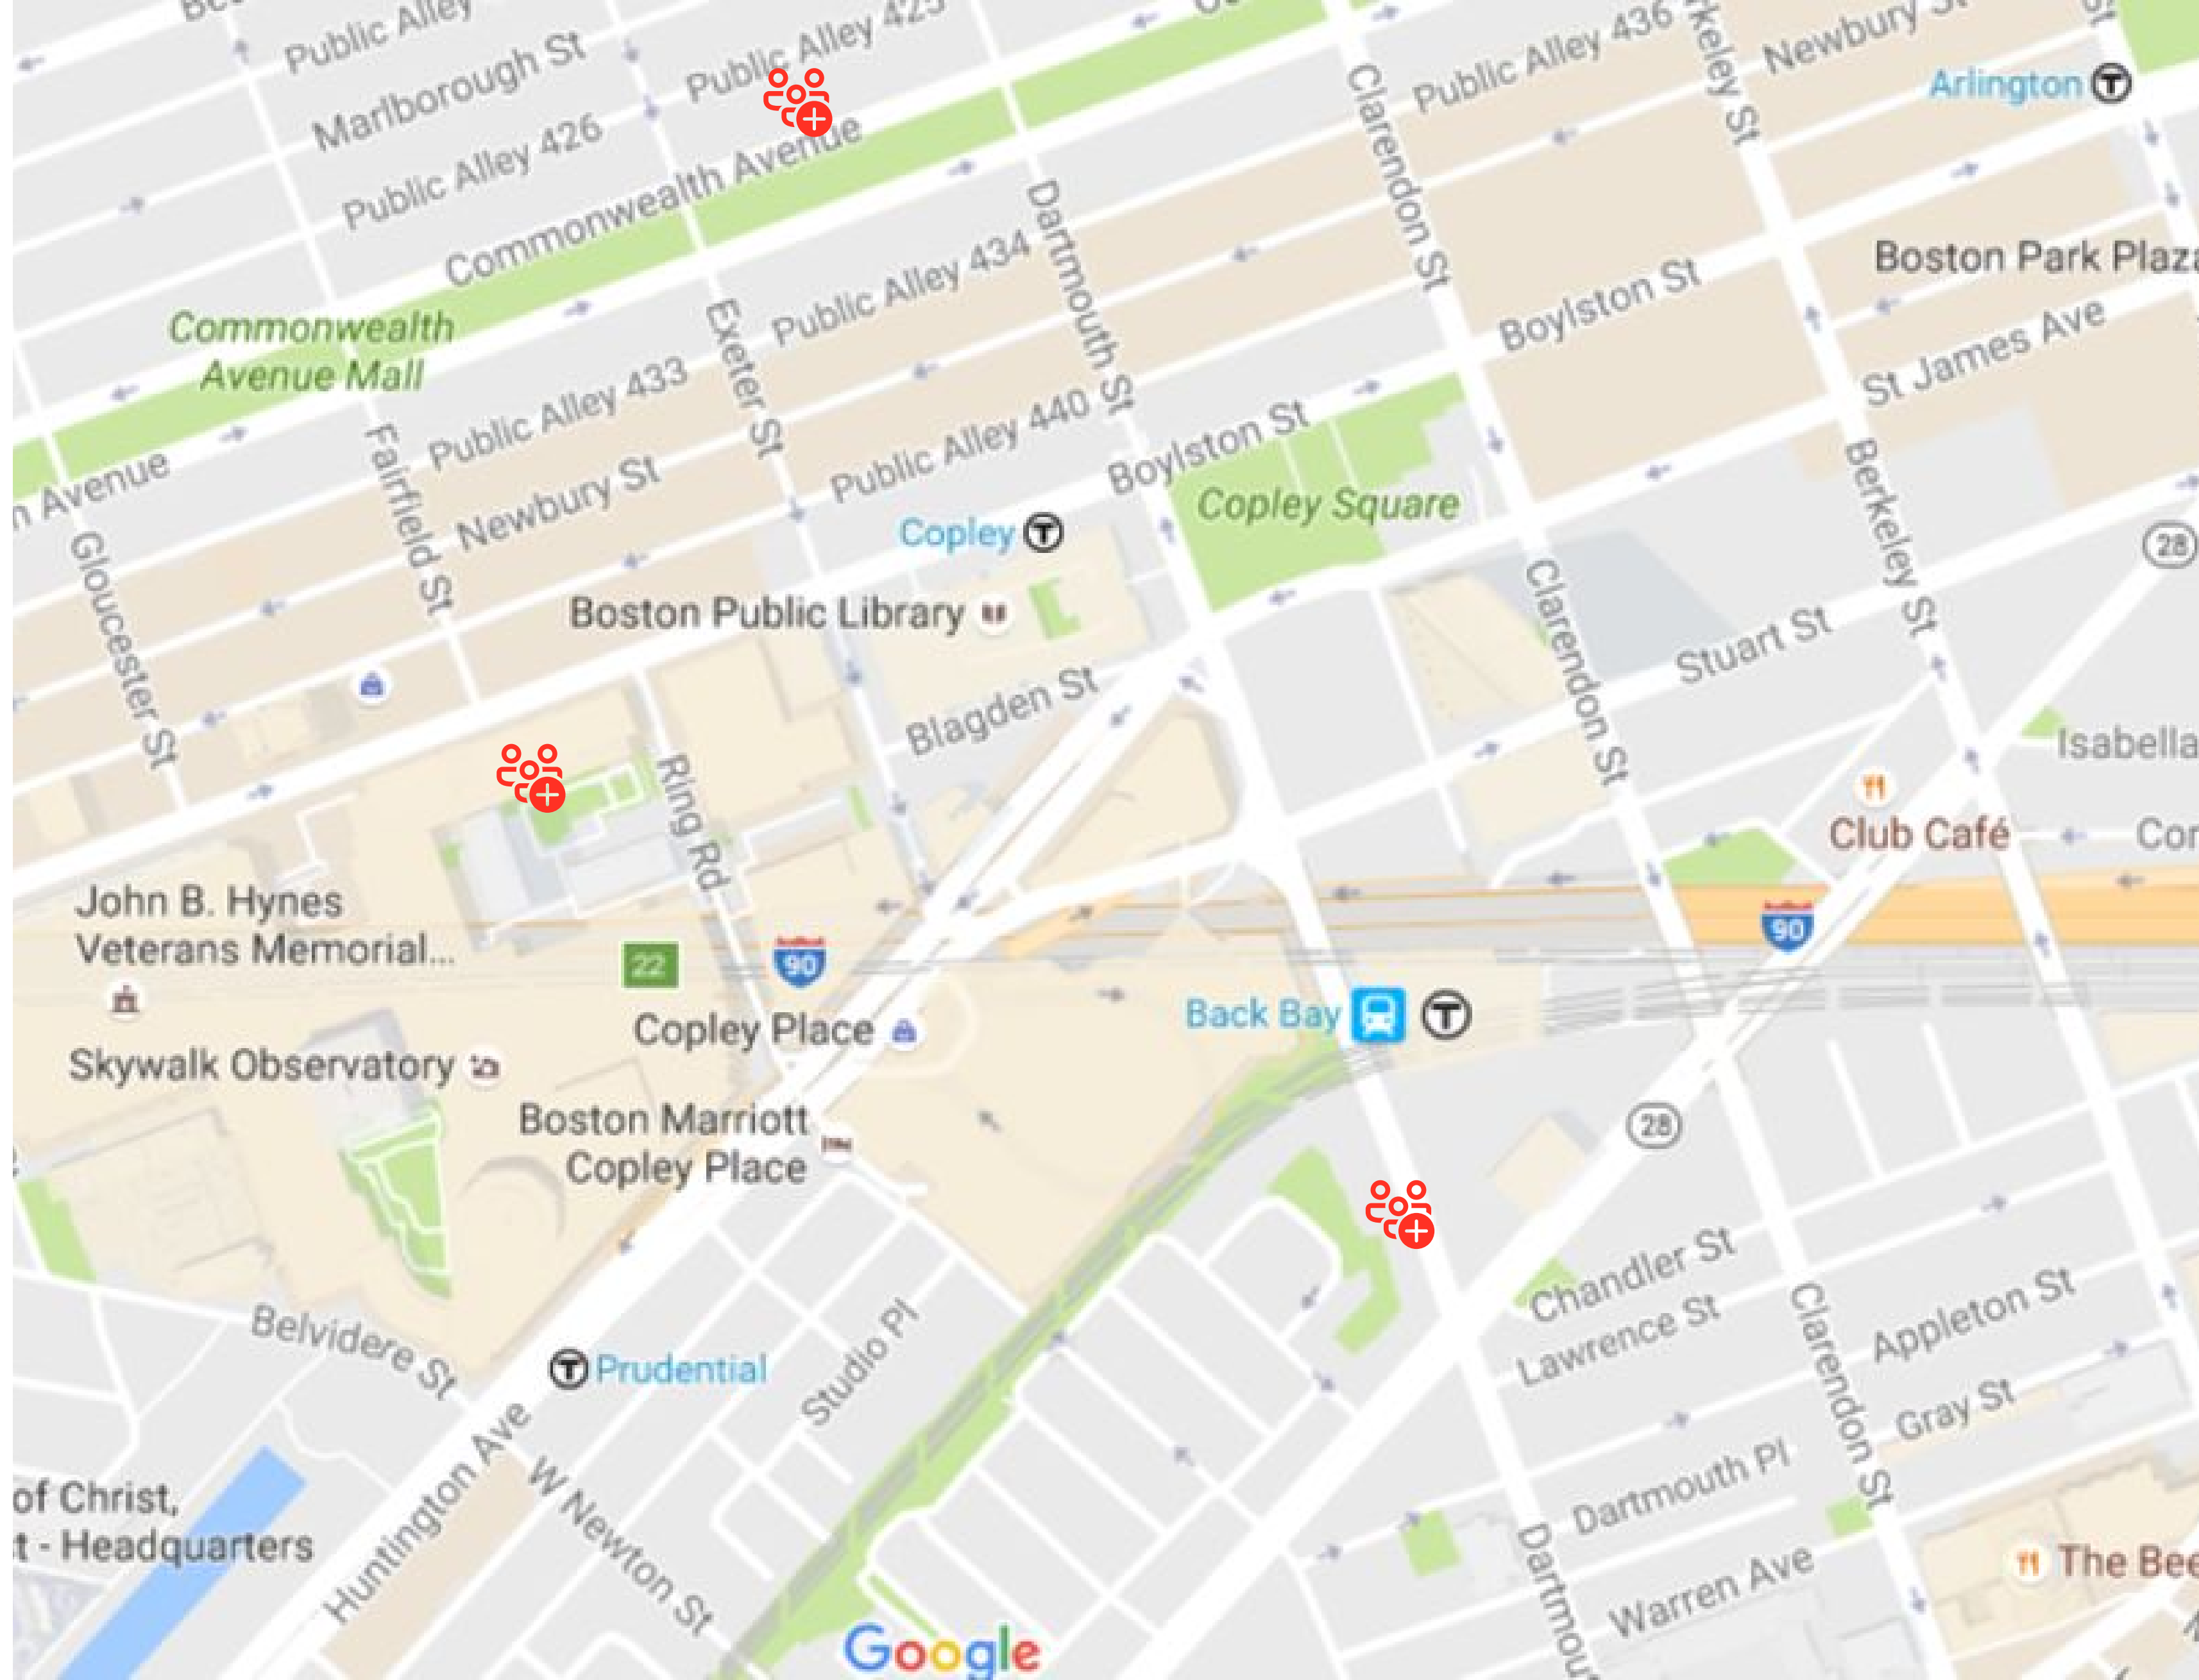 Public Alley
Marlborough St
Public Alley 425
Public Alley 436
Newbury St
Arlington
Public Alley 426
Commonwealth Avenue
Clarendon St
Dartmouth St
Public Alley 434
Boston Park Plaza
Commonwealth
Avenue Mall
Exeter St
Boylston St
St James Ave
Public Alley 433
Fairfield St
Newbury St
Public Alley 440
Boylston St
Copley Square
Avenue
Gloucester St
Copley
Berkeley St
28
Boston Public Library
Clarendon St
Stuart St
Blagden St
Isabella
Ring Rd
Club Café
John B. Hynes
Veterans Memorial...
22
90
90
Copley Place
Back Bay
Skywalk Observatory
Boston Marriott
Copley Place
28
Chandler St
Lawrence St
Appleton St
Belvidere St
Prudential
Studio Pl
Clarendon St
Gray St
Huntington Ave
W Newton St
Dartmouth Pl
of Christ,
t - Headquarters
Dartmou
Warren Ave
The Bee
Google